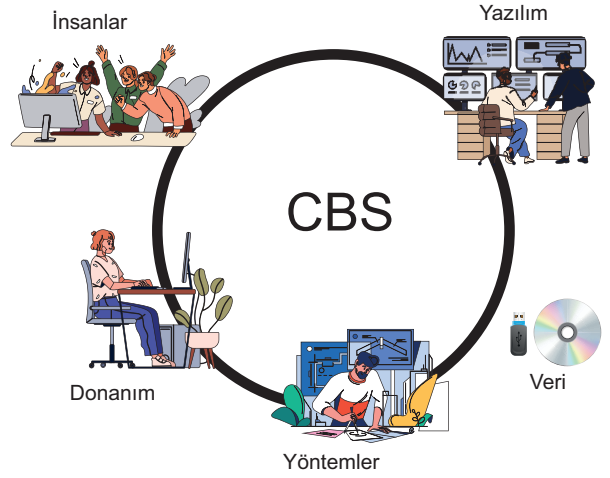 İnsanlar
Yazılım
CBS
Veri
Donanım
Yöntemler